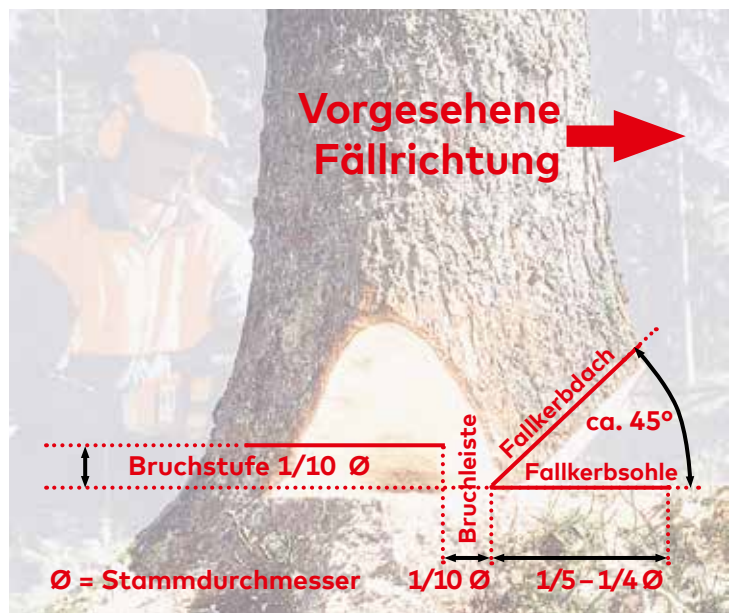 Vorgesehene
Fällrichtung
Fallkerbdach
ca. 45°
Bruchleiste
Bruchstufe 1/10 Ø
Fallkerbsohle
Ø = Stammdurchmesser
1/10 Ø
1/5–1/4 Ø